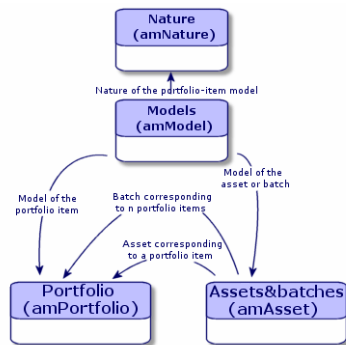 Nature
(amNature)
Nature of the portfolio-item model
Models
(amModel)
Model of the
portfolio item
Batch corresponding
to n portfolio items
Model of the
asset or batch
Asset corresponding
to a portfolio item
Portfolio
(amPortfolio)
Assets&batches
(amAsset)